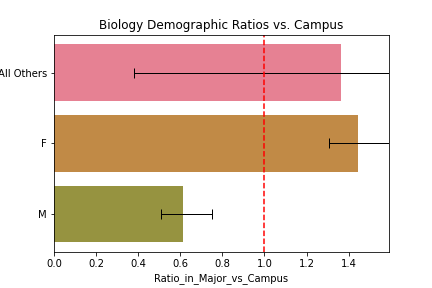 Biology Demographic Ratios vs. Campus
All Others
F
M
0.0 0.2 0.4 0.6 0.8 1.0 1.2 1.4
Ratio_in_Major_vs_Campus